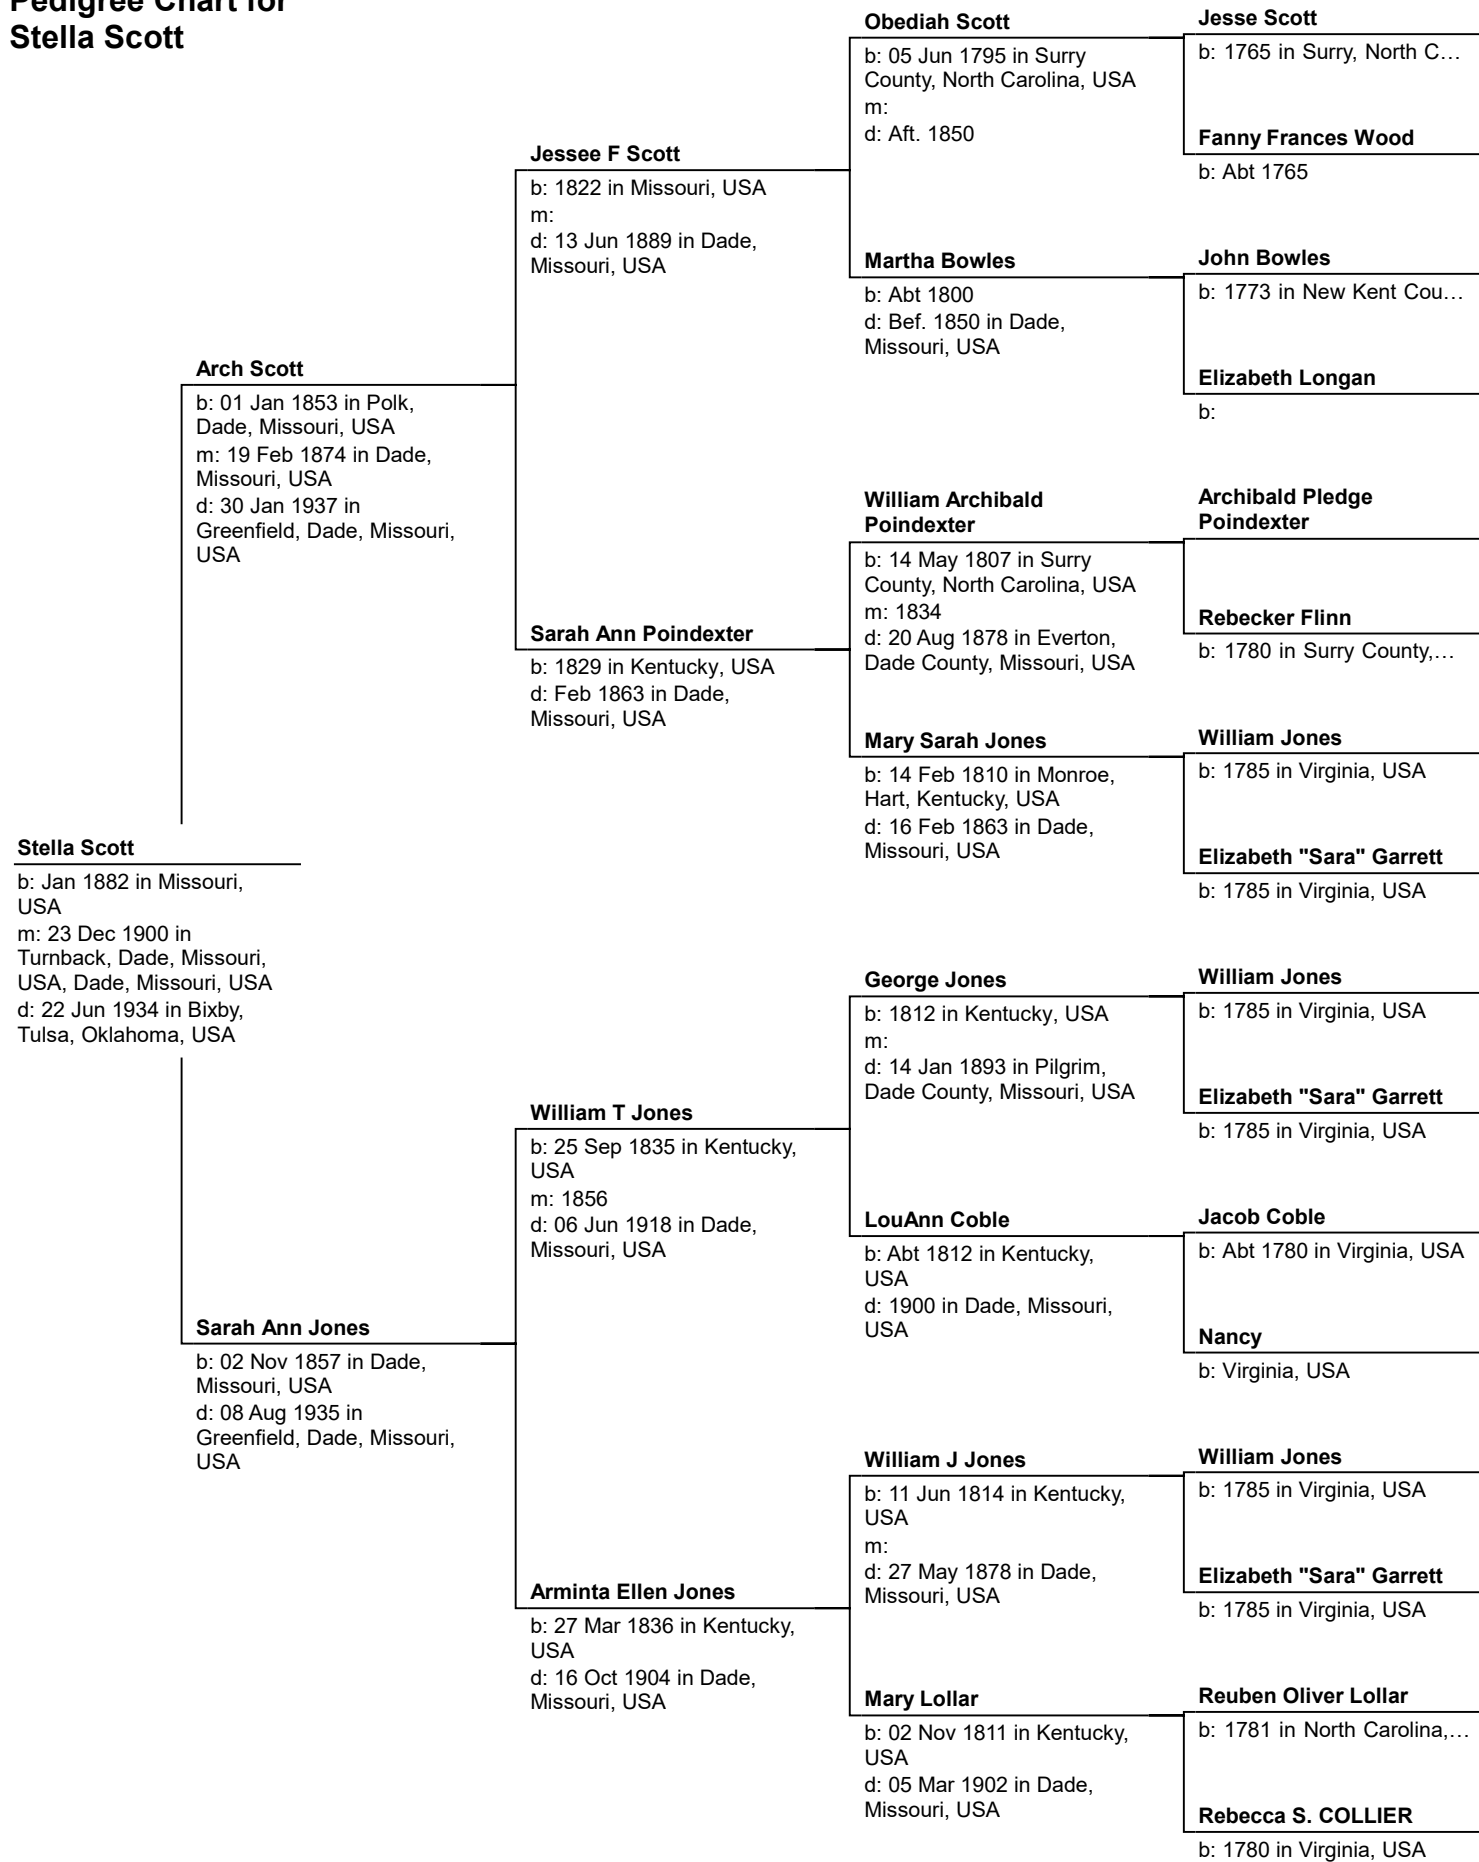 Pedigree Chart for
Stella Scott
Stella Scott
b: Jan 1882 in Missouri,
USA
m: 23 Dec 1900 in
Turnback, Dade, Missouri,
USA, Dade, Missouri, USA
d: 22 Jun 1934 in Bixby,
Tulsa, Oklahoma, USA
Arch Scott
b: 01 Jan 1853 in Polk,
Dade, Missouri, USA
m: 19 Feb 1874 in Dade,
Missouri, USA
d: 30 Jan 1937 in
Greenfield, Dade, Missouri,
USA
Sarah Ann Jones
b: 02 Nov 1857 in Dade,
Missouri, USA
d: 08 Aug 1935 in
Greenfield, Dade, Missouri,
USA
Jessee F Scott
b: 1822 in Missouri, USA
m:
d: 13 Jun 1889 in Dade,
Missouri, USA
Sarah Ann Poindexter
b: 1829 in Kentucky, USA
d: Feb 1863 in Dade,
Missouri, USA
William T Jones
b: 25 Sep 1835 in Kentucky,
USA
m: 1856
d: 06 Jun 1918 in Dade,
Missouri, USA
Arminta Ellen Jones
b: 27 Mar 1836 in Kentucky,
USA
d: 16 Oct 1904 in Dade,
Missouri, USA
Obediah Scott
b: 05 Jun 1795 in Surry
County, North Carolina, USA
m:
d: Aft. 1850
Martha Bowles
b: Abt 1800
d: Bef. 1850 in Dade,
Missouri, USA
William Archibald
Poindexter
b: 14 May 1807 in Surry
County, North Carolina, USA
m: 1834
d: 20 Aug 1878 in Everton,
Dade County, Missouri, USA
Mary Sarah Jones
b: 14 Feb 1810 in Monroe,
Hart, Kentucky, USA
d: 16 Feb 1863 in Dade,
Missouri, USA
George Jones
b: 1812 in Kentucky, USA
m:
d: 14 Jan 1893 in Pilgrim,
Dade County, Missouri, USA
LouAnn Coble
b: Abt 1812 in Kentucky,
USA
d: 1900 in Dade, Missouri,
USA
William J Jones
b: 11 Jun 1814 in Kentucky,
USA
m:
d: 27 May 1878 in Dade,
Missouri, USA
Mary Lollar
b: 02 Nov 1811 in Kentucky,
USA
d: 05 Mar 1902 in Dade,
Missouri, USA
Jesse Scott
b: 1765 in Surry, North C…
Fanny Frances Wood
b: Abt 1765
John Bowles
b: 1773 in New Kent Cou…
Elizabeth Longan
b:
Archibald Pledge
Poindexter
Rebecker Flinn
b: 1780 in Surry County,…
William Jones
b: 1785 in Virginia, USA
Elizabeth "Sara" Garrett
b: 1785 in Virginia, USA
William Jones
b: 1785 in Virginia, USA
Elizabeth "Sara" Garrett
b: 1785 in Virginia, USA
Jacob Coble
b: Abt 1780 in Virginia, USA
Nancy
b: Virginia, USA
William Jones
b: 1785 in Virginia, USA
Elizabeth "Sara" Garrett
b: 1785 in Virginia, USA
Reuben Oliver Lollar
b: 1781 in North Carolina,…
Rebecca S. COLLIER
b: 1780 in Virginia, USA